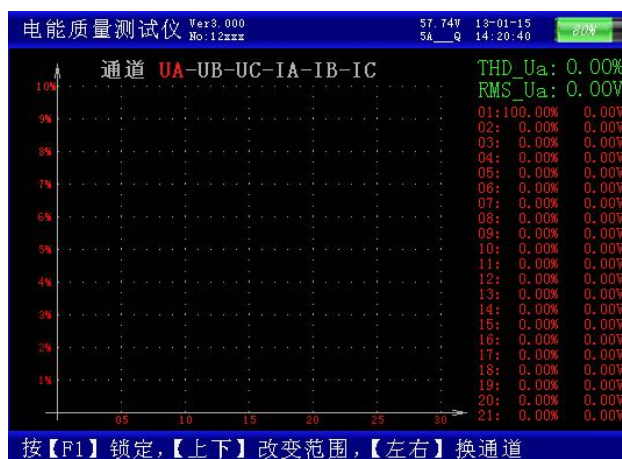 电能质量测试仪 Ver3.000 No:12xxx 57.74V 5A__Q 13-01-15 14:20:40 80%
通道 UA-UB-UC-IA-IB-IC
THD_Ua: 0.00%
RMS_Ua: 0.00V
10%
9%
8%
7%
6%
5%
4%
3%
2%
1%
05 10 15 20 25 30
01:100.00% 0.00V
02: 0.00% 0.00V
03: 0.00% 0.00V
04: 0.00% 0.00V
05: 0.00% 0.00V
06: 0.00% 0.00V
07: 0.00% 0.00V
08: 0.00% 0.00V
09: 0.00% 0.00V
10: 0.00% 0.00V
11: 0.00% 0.00V
12: 0.00% 0.00V
13: 0.00% 0.00V
14: 0.00% 0.00V
15: 0.00% 0.00V
16: 0.00% 0.00V
17: 0.00% 0.00V
18: 0.00% 0.00V
19: 0.00% 0.00V
20: 0.00% 0.00V
21: 0.00% 0.00V
按【F1】锁定,【上下】改变范围,【左右】换通道